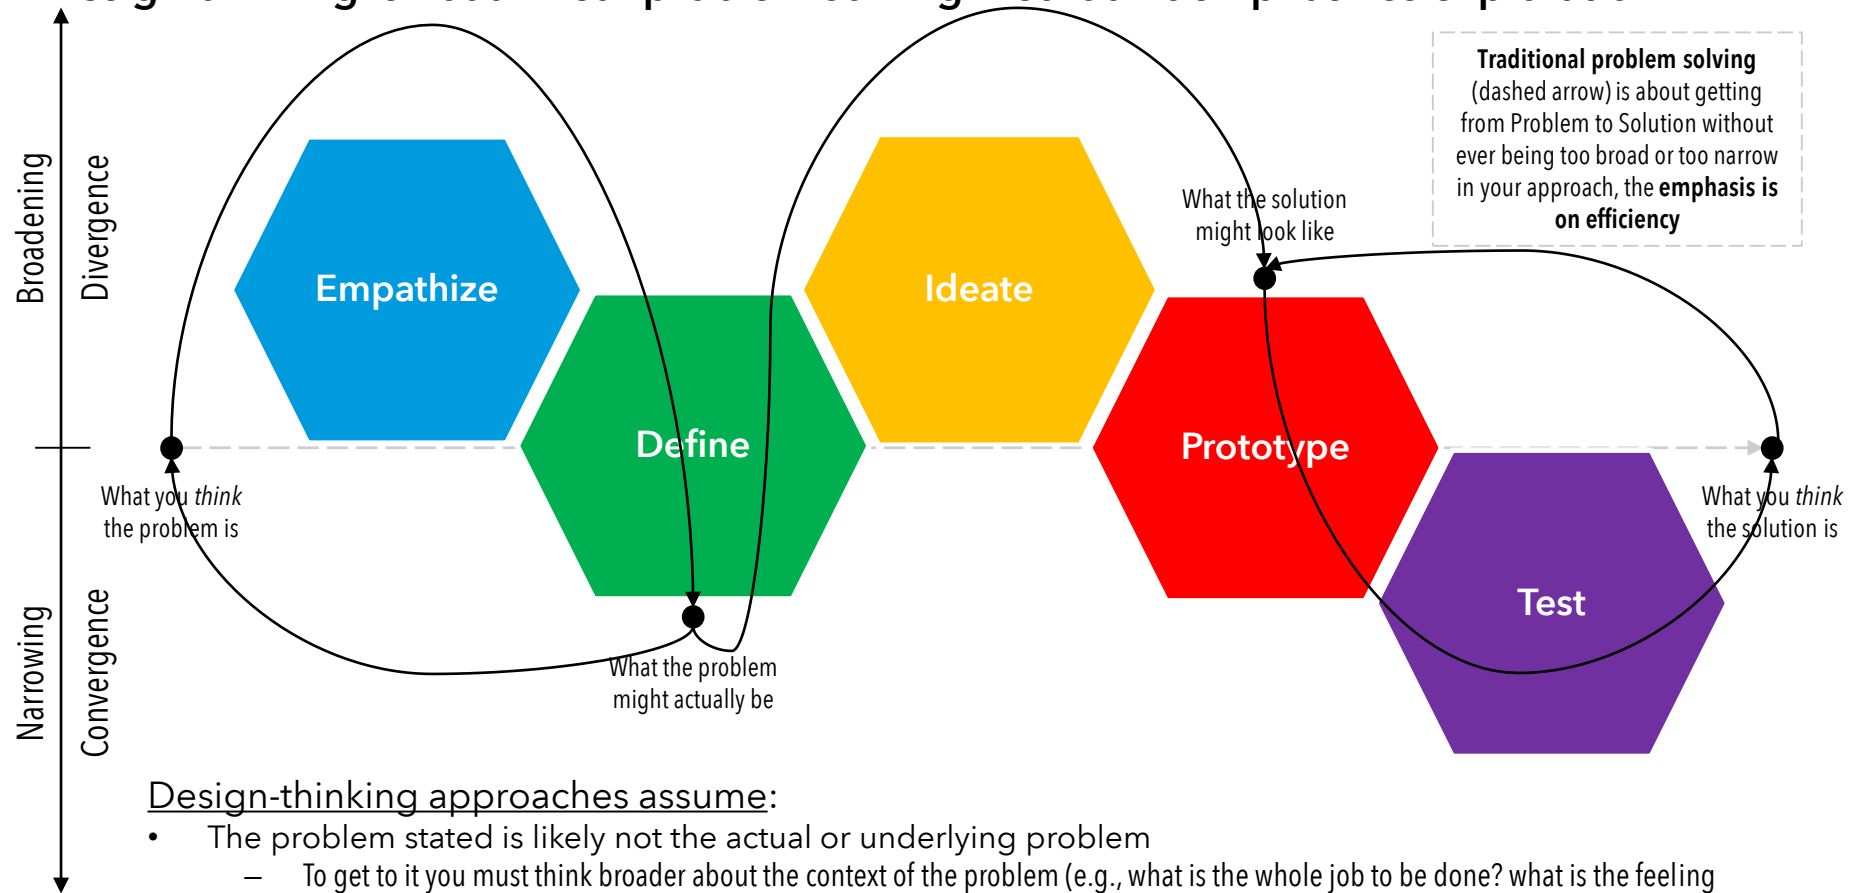 Broadening
Divergence
Narrowing
Convergence
Traditional problem solving
(dashed arrow) is about getting
from Problem to Solution without
ever being too broad or too narrow
in your approach, the emphasis is
on efficiency
Empathize
Define
Ideate
Prototype
Test
What you think
the problem is
What the problem
might actually be
What the solution
might look like
What you think
the solution is
Design-thinking approaches assume:
• The problem stated is likely not the actual or underlying problem
– To get to it you must think broader about the context of the problem (e.g., what is the whole job to be done? what is the feeling